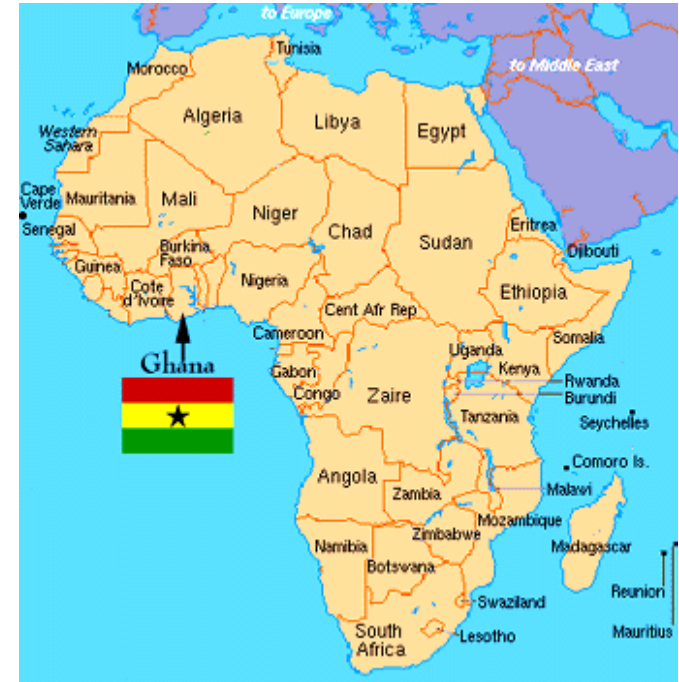 to Europe
Tunisia
Morocco
to Middle East
Algeria
Libya
Egypt
Western
Sahara
Cape
Verde
Mauritania
Mali
Niger
Chad
Sudan
Eritrea
Senegal
Djibouti
Burkina
Faso
Guinea
Nigeria
Ethiopia
Cote
d'Ivoire
Cent Afr Rep
Cameroon
Somalia
Uganda
Ghana
Kenya
Gabon
Rwanda
Congo
Zaire
Burundi
Tanzania
Seychelles
Comoro Is.
Angola
Zambia
Malawi
Mozambique
Zimbabwe
Namibia
Madagascar
Botswana
Reunion
Swaziland
South
Africa
Lesotho
Mauritius